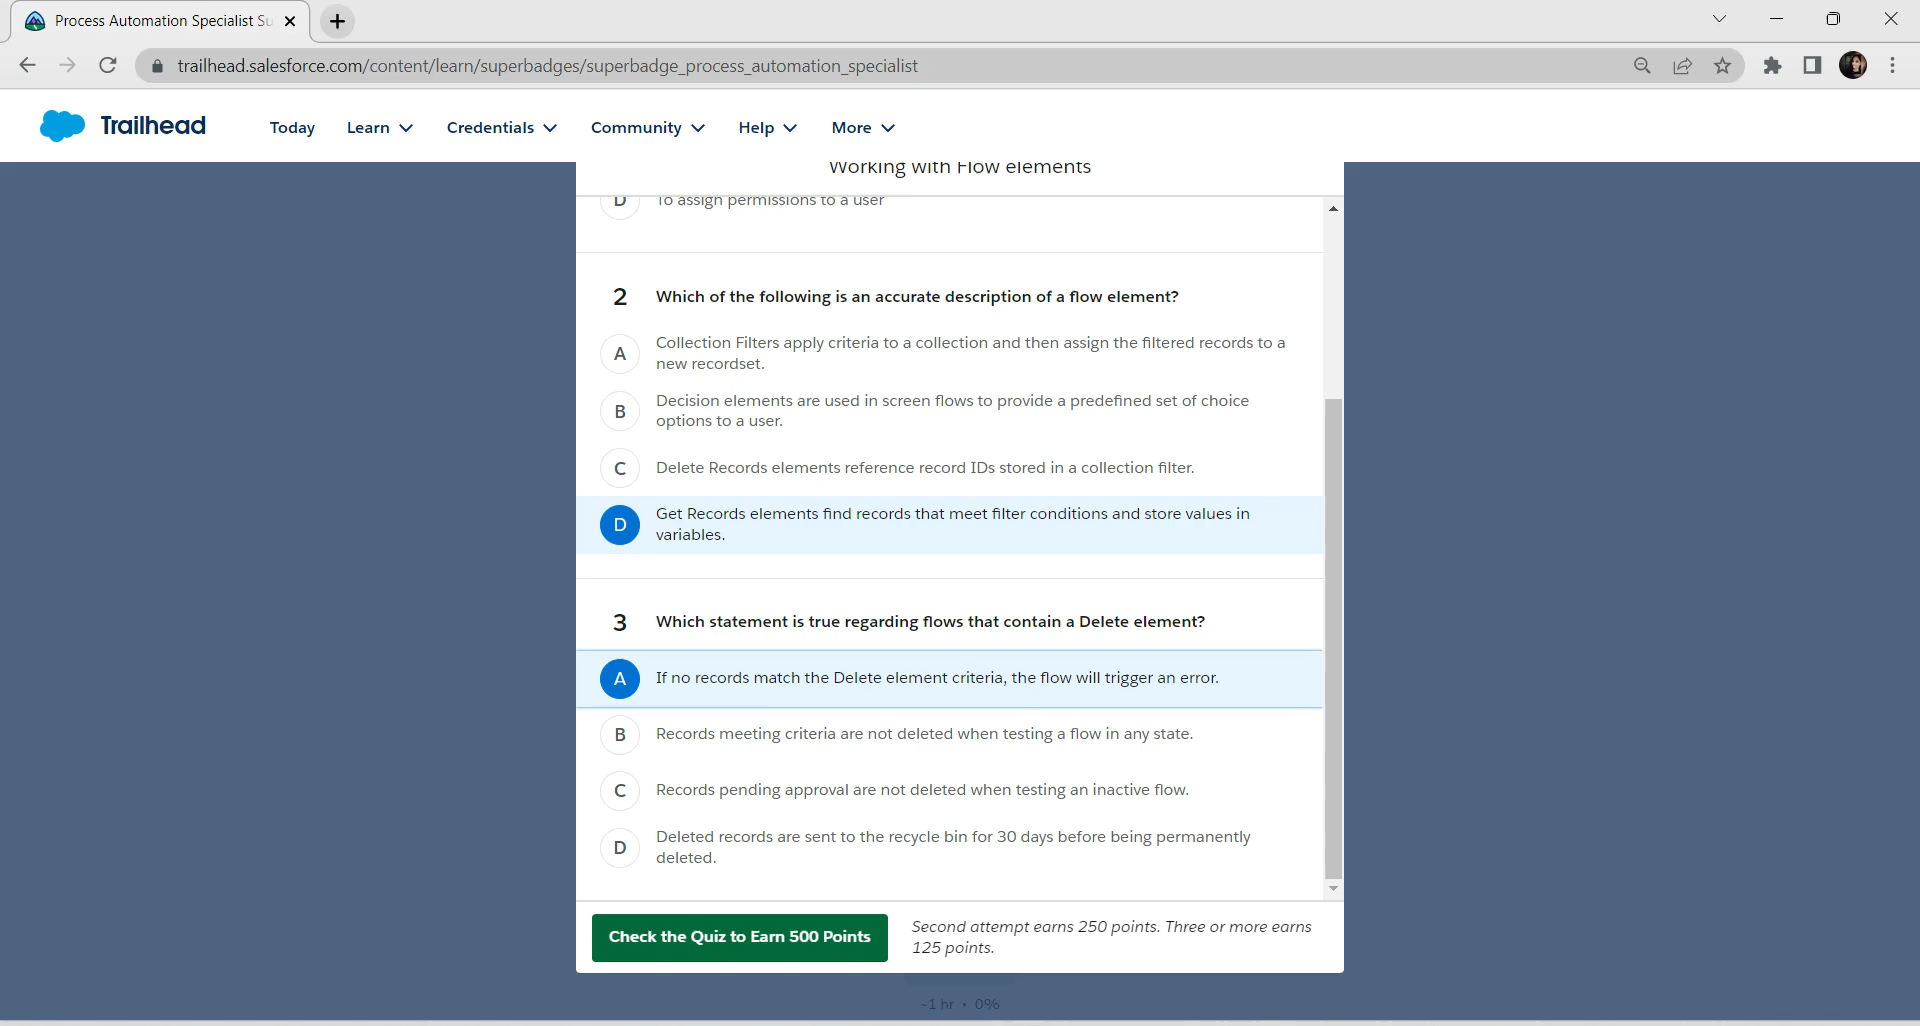 Process Automation Specialist Su
trailhead.salesforce.com/content/learn/superbadges/superbadge_process_automation_specialist
Trailhead
Today
Learn
Credentials
Community
Help
More
Working with Flow elements
D
To assign permissions to a user
2
Which of the following is an accurate description of a flow element?
A
Collection Filters apply criteria to a collection and then assign the filtered records to a
new recordset.
B
Decision elements are used in screen flows to provide a predefined set of choice
options to a user.
C
Delete Records elements reference record IDs stored in a collection filter.
D
Get Records elements find records that meet filter conditions and store values in
variables.
3
Which statement is true regarding flows that contain a Delete element?
A
If no records match the Delete element criteria, the flow will trigger an error.
B
Records meeting criteria are not deleted when testing a flow in any state.
C
Records pending approval are not deleted when testing an inactive flow.
D
Deleted records are sent to the recycle bin for 30 days before being permanently
deleted.
Check the Quiz to Earn 500 Points
Second attempt earns 250 points. Three or more earns
125 points.
~1 hr • 0%